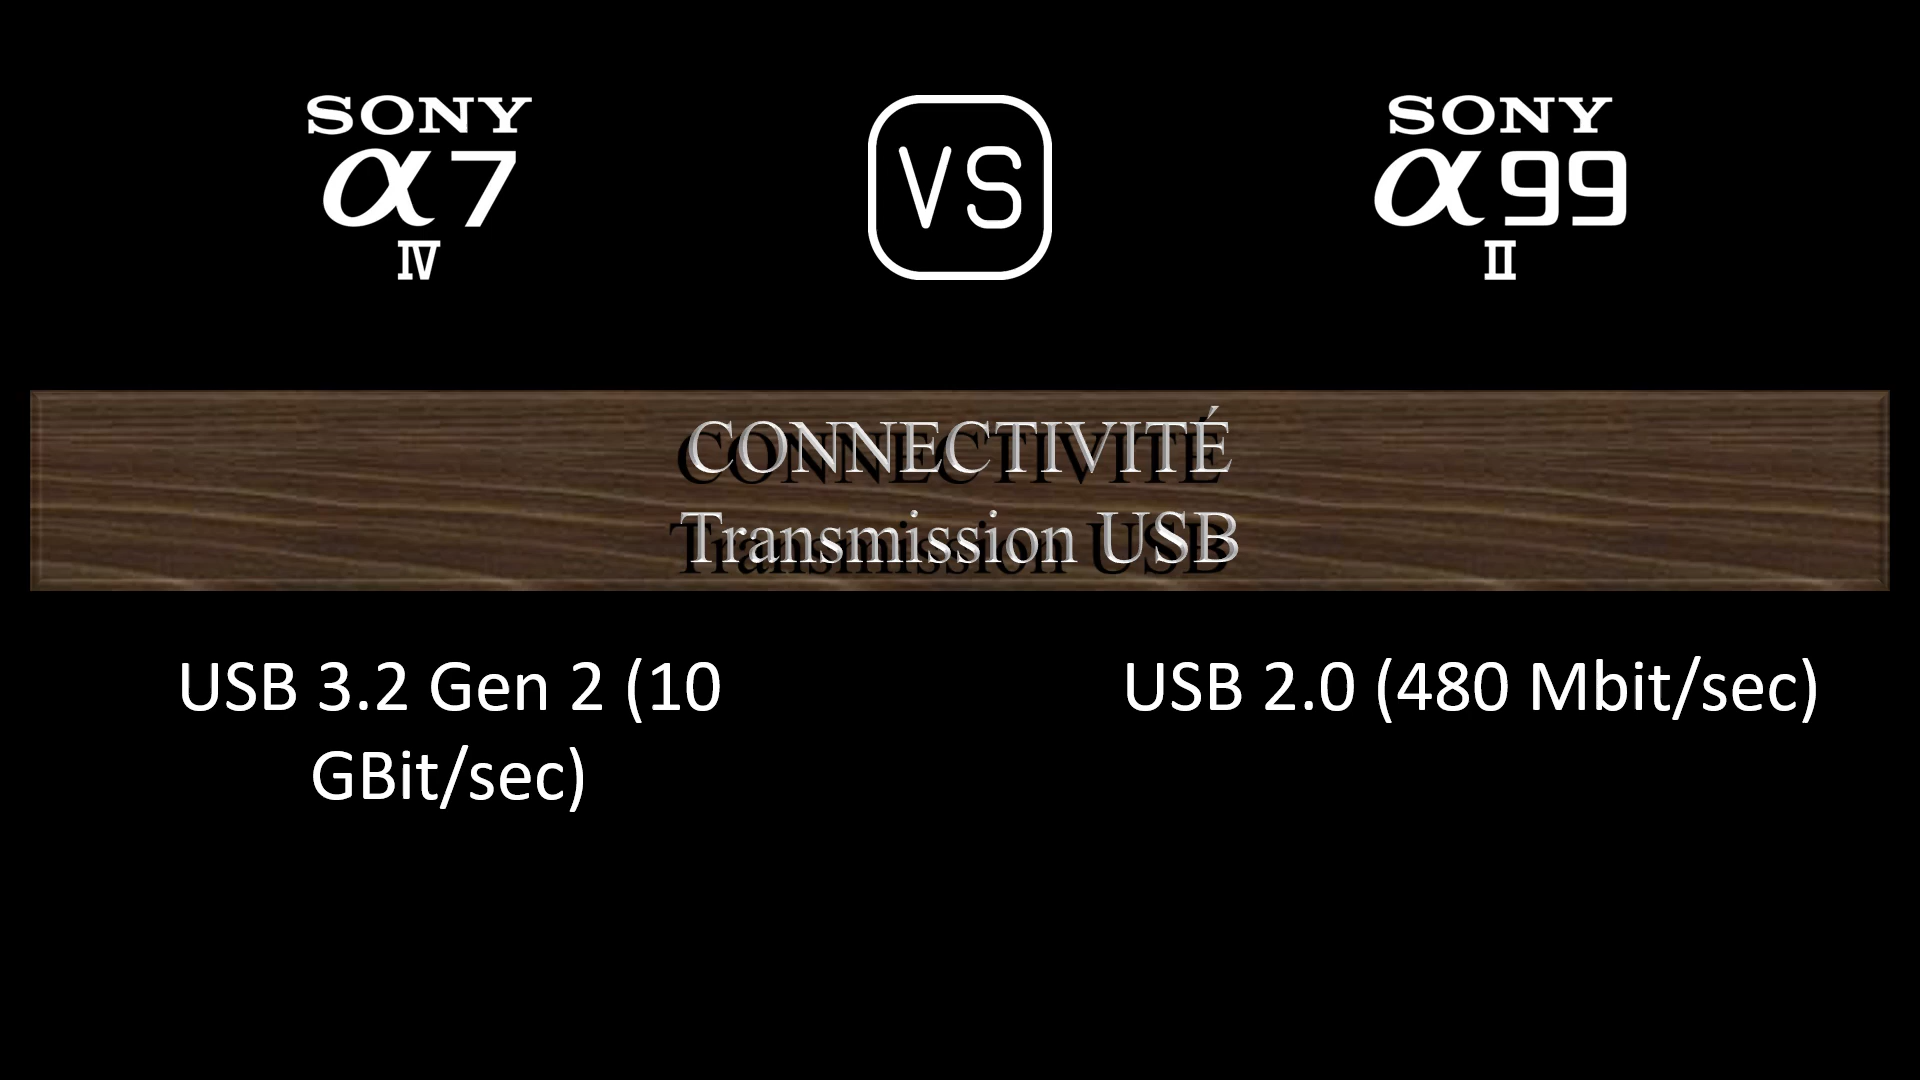 SONY
α7
IV
VS
SONY
α99
II
CONNECTIVITÉ
Transmission USB
USB 3.2 Gen 2 (10
GBit/sec)
USB 2.0 (480 Mbit/sec)